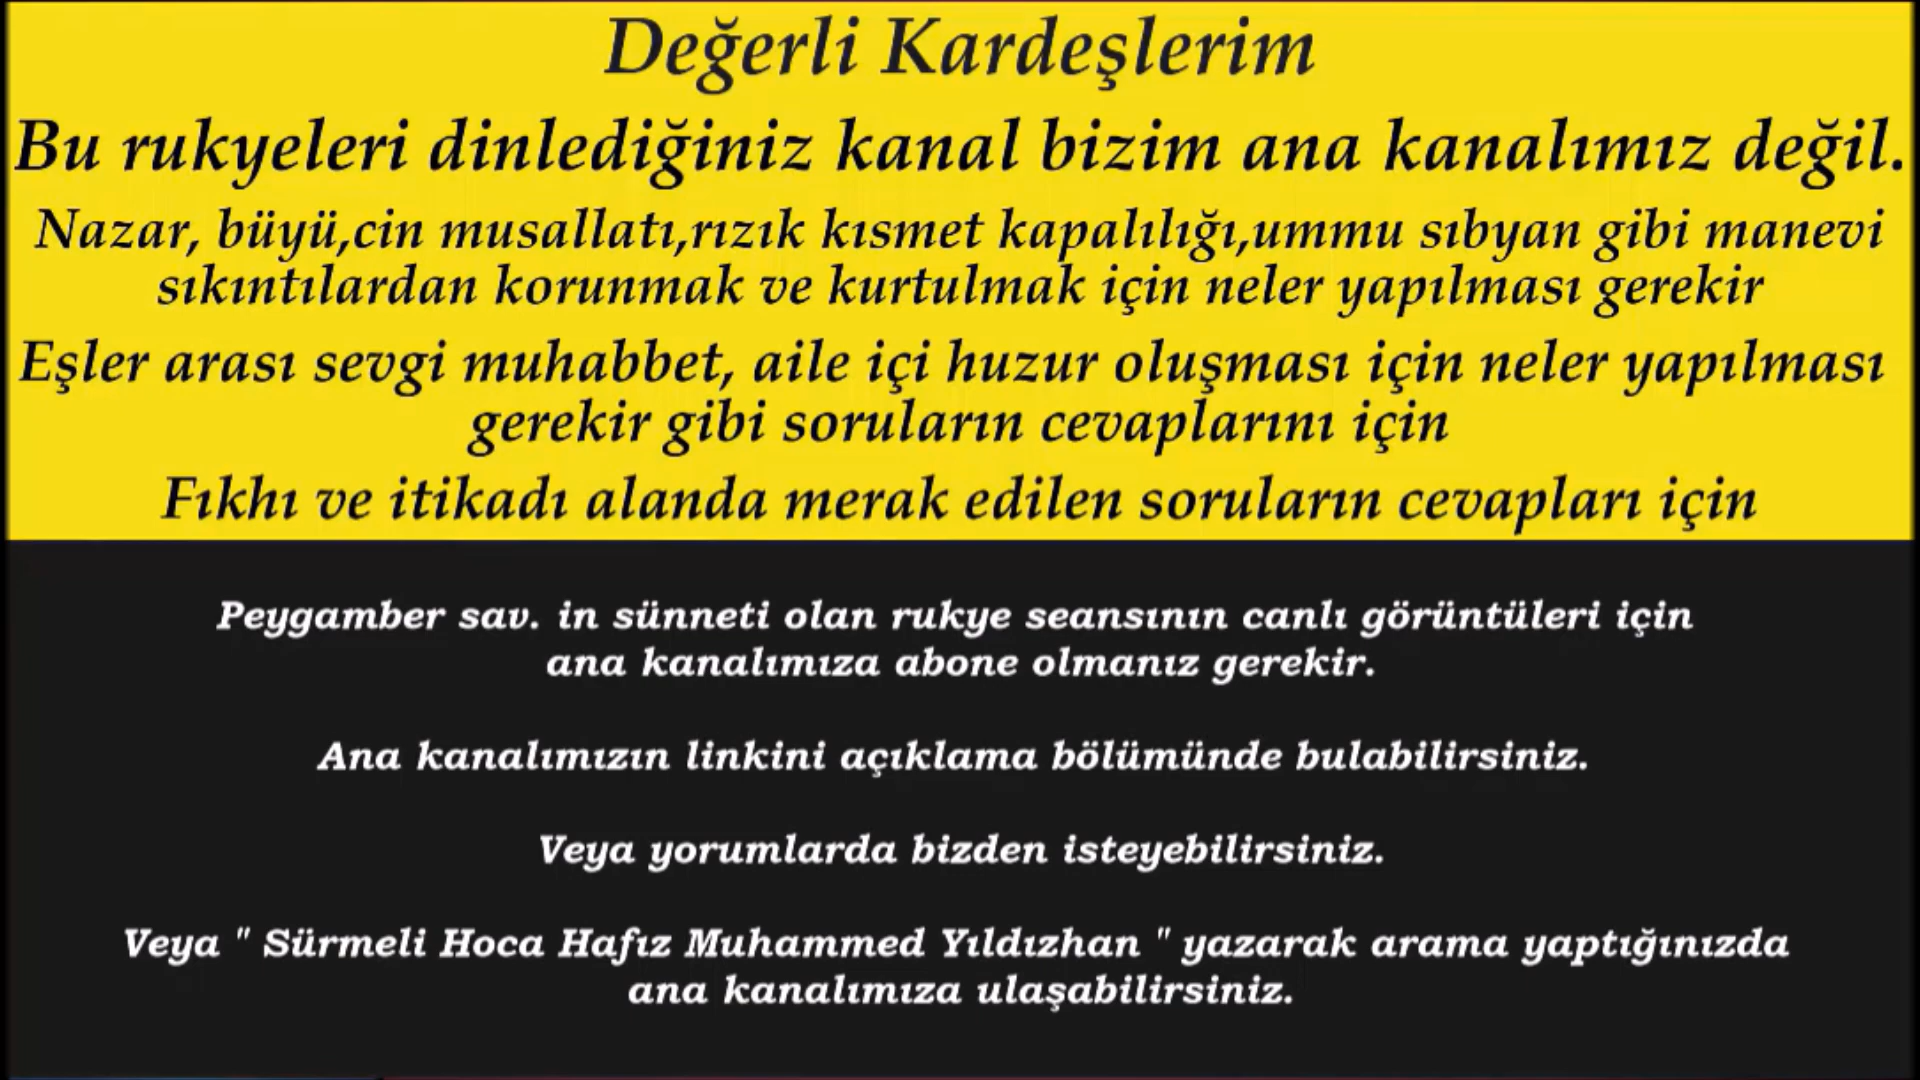 Değerli Kardeşlerim
Bu rukyeleri dinlediğiniz kanal bizim ana kanalımız değil.
Nazar, büyü,cin musallatı,rızık kısmet kapalılığı,ummu sıbyan gibi manevi
sıkıntılardan korunmak ve kurtulmak için neler yapılması gerekir
Eşler arası sevgi muhabbet, aile içi huzur oluşması için neler yapılması
gerekir gibi soruların cevaplarını için
Fıkhı ve itikadı alanda merak edilen soruların cevapları için
Peygamber sav. in sünneti olan rukye seansının canlı görüntüleri için
ana kanalımıza abone olmanız gerekir.
Ana kanalımızın linkini açıklama bölümünde bulabilirsiniz.
Veya yorumlarda bizden isteyebilirsiniz.
Veya " Sürmeli Hoca Hafız Muhammed Yıldızhan " yazarak arama yaptığınızda
ana kanalımıza ulaşabilirsiniz.